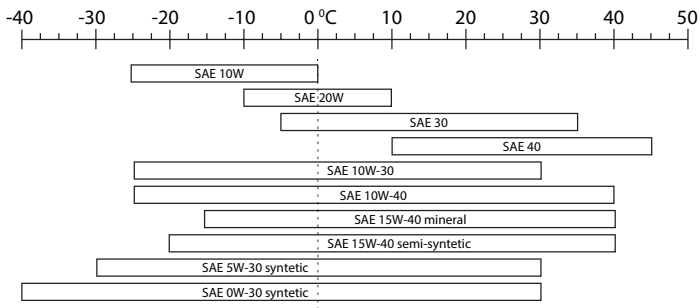 -40 -30 -20 -10 0 °C 10 20 30 40 50
SAE 10W
SAE 20W
SAE 30
SAE 40
SAE 10W-30
SAE 10W-40
SAE 15W-40 mineral
SAE 15W-40 semi-syntetic
SAE 5W-30 syntetic
SAE 0W-30 syntetic